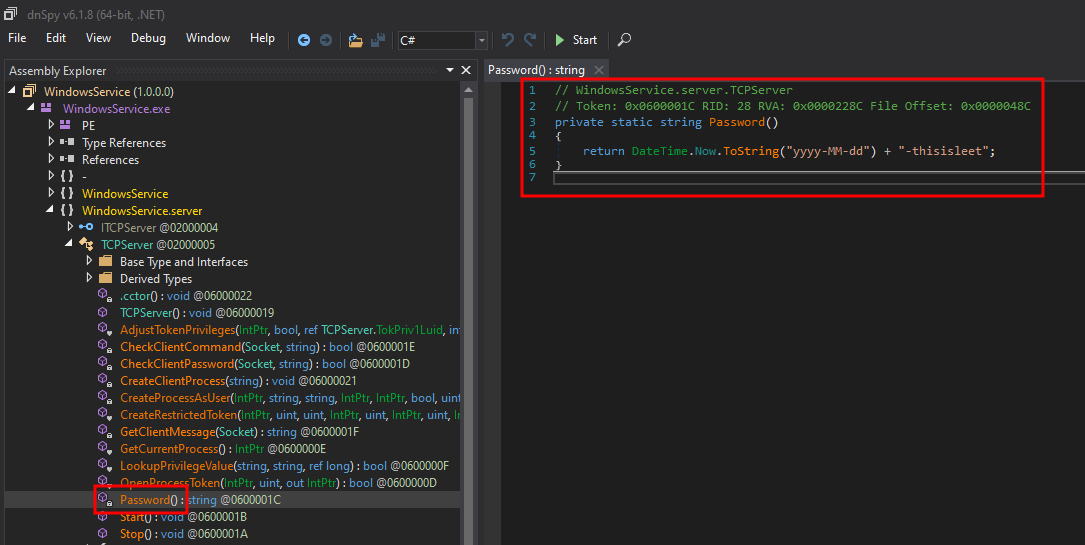 dnSpy v6.1.8 (64-bit, .NET)
File Edit View Debug Window Help C# Start
Assembly Explorer
Password() : string
WindowsService (1.0.0.0)
WindowsService.exe
PE
Type References
References
{ } -
{ } WindowsService
{ } WindowsService.server
ITCPServer @02000004
TCPServer @02000005
Base Type and Interfaces
Derived Types
.cctor() : void @06000022
TCPServer() : void @06000019
AdjustTokenPrivileges(IntPtr, bool, ref TCPServer.TokPriv1Luid, in
CheckClientCommand(Socket, string) : bool @0600001E
CheckClientPassword(Socket, string) : bool @0600001D
CreateClientProcess(string) : void @06000021
CreateProcessAsUser(IntPtr, string, string, IntPtr, IntPtr, bool, uin
CreateRestrictedToken(IntPtr, uint, uint, IntPtr, uint, IntPtr, uint, I
GetClientMessage(Socket) : string @0600001F
GetCurrentProcess() : IntPtr @0600000E
LookupPrivilegeValue(string, string, ref long) : bool @0600000F
OpenProcessToken(IntPtr, uint, out IntPtr) : bool @0600000D
Password() : string @0600001C
Start() : void @0600001B
Stop() : void @0600001A
1 // WindowsService.server.TCPServer
2 // Token: 0x0600001C RID: 28 RVA: 0x0000228C File Offset: 0x0000048C
3 private static string Password()
4 {
5 return DateTime.Now.ToString("yyyy-MM-dd") + "-thisisleet";
6 }
7